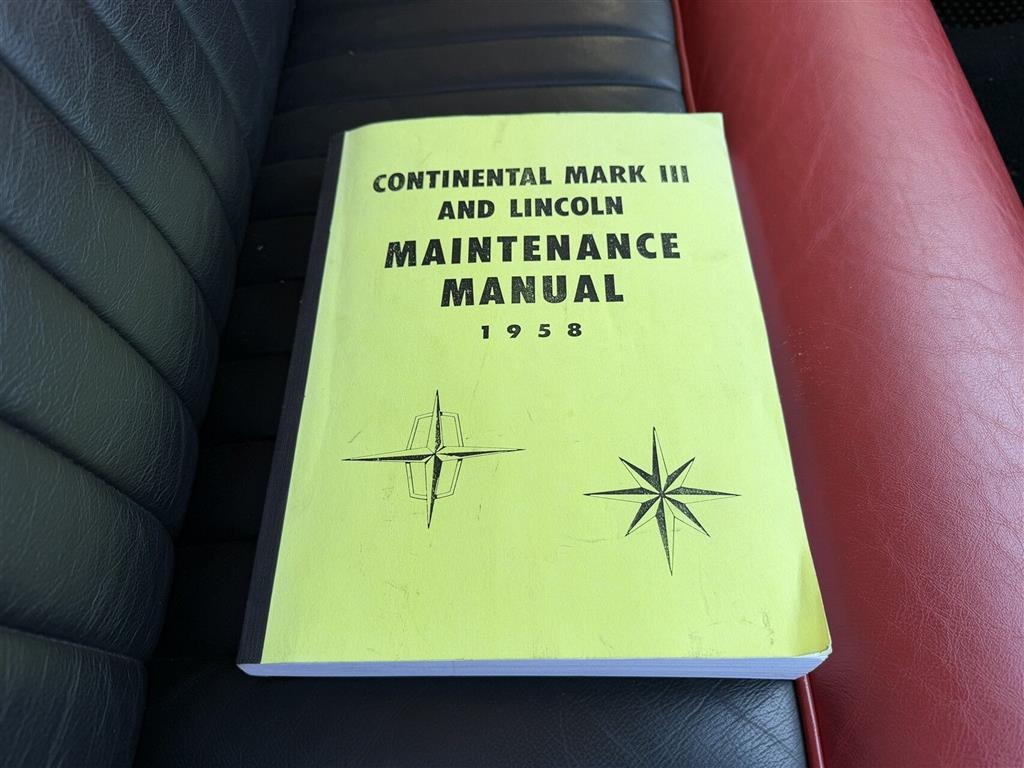 CONTINENTAL MARK III
AND LINCOLN
MAINTENANCE
MANUAL
1958